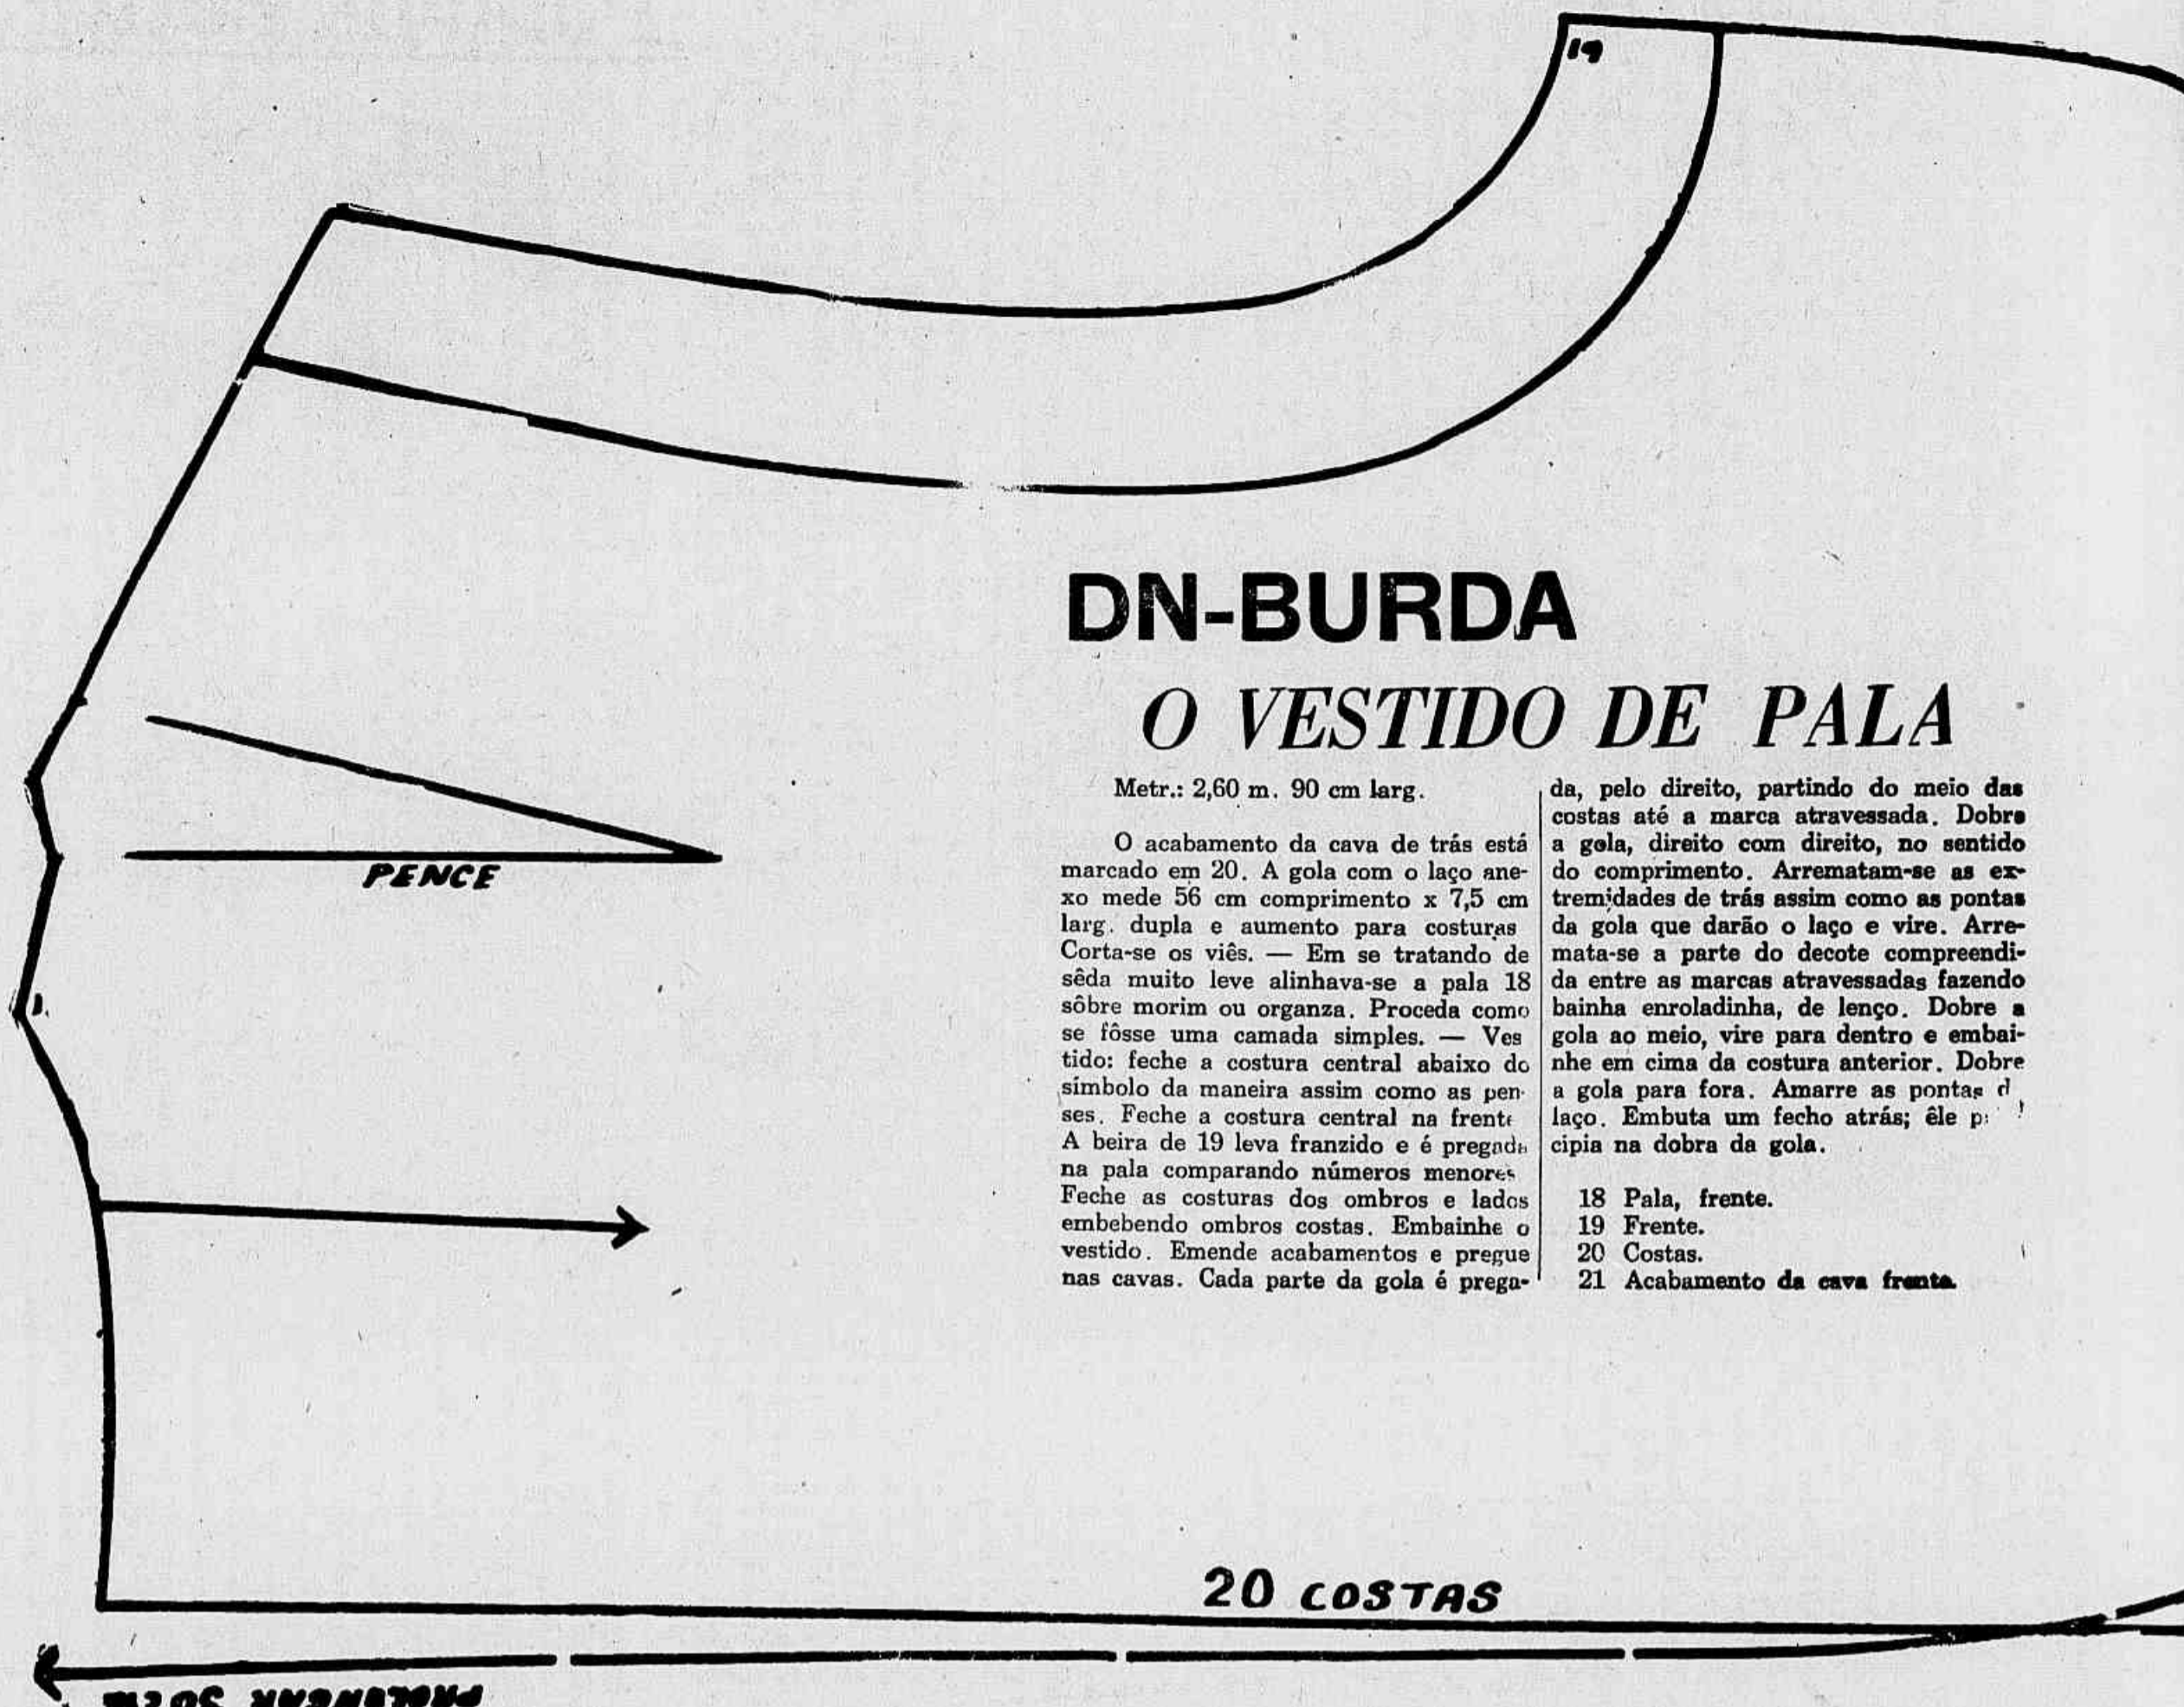 19
DN-BURDA
O VESTIDO DE PALA
Metr.: 2,60 m. 90 cm larg.
O acabamento da cava de trás está
marcado em 20. A gola com o laço ane-
xo mede 56 cm comprimento x 7,5 cm
larg. dupla e aumento para costuras
Corta-se os viês. — Em se tratando de
sêda muito leve alinhava-se a pala 18
sôbre morim ou organza. Proceda como
se fôsse uma camada simples. — Ves
tido: feche a costura central abaixo do
símbolo da maneira assim como as pen-
ses. Feche a costura central na frente
A beira de 19 leva franzido e é pregada
na pala comparando números menores
Feche as costuras dos ombros e lados
embebendo ombros costas. Embainhe o
vestido. Emende acabamentos e pregue
nas cavas. Cada parte da gola é prega-
da, pelo direito, partindo do meio das
costas até a marca atravessada. Dobre
a gola, direito com direito, no sentido
do comprimento. Arrematam-se as ex-
tremidades de trás assim como as pontas
da gola que darão o laço e vire. Arre-
mata-se a parte do decote compreendi-
da entre as marcas atravessadas fazendo
bainha enroladinha, de lenço. Dobre a
gola ao meio, vire para dentro e embai-
nhe em cima da costura anterior. Dobre
a gola para fora. Amarre as pontas d
laço. Embuta um fecho atrás; êle
cipia na dobra da gola.
18 Pala, frente.
19 Frente.
20 Costas.
21 Acabamento da cava frente.
PENCE
1.
20 COSTAS
PROLONGAR